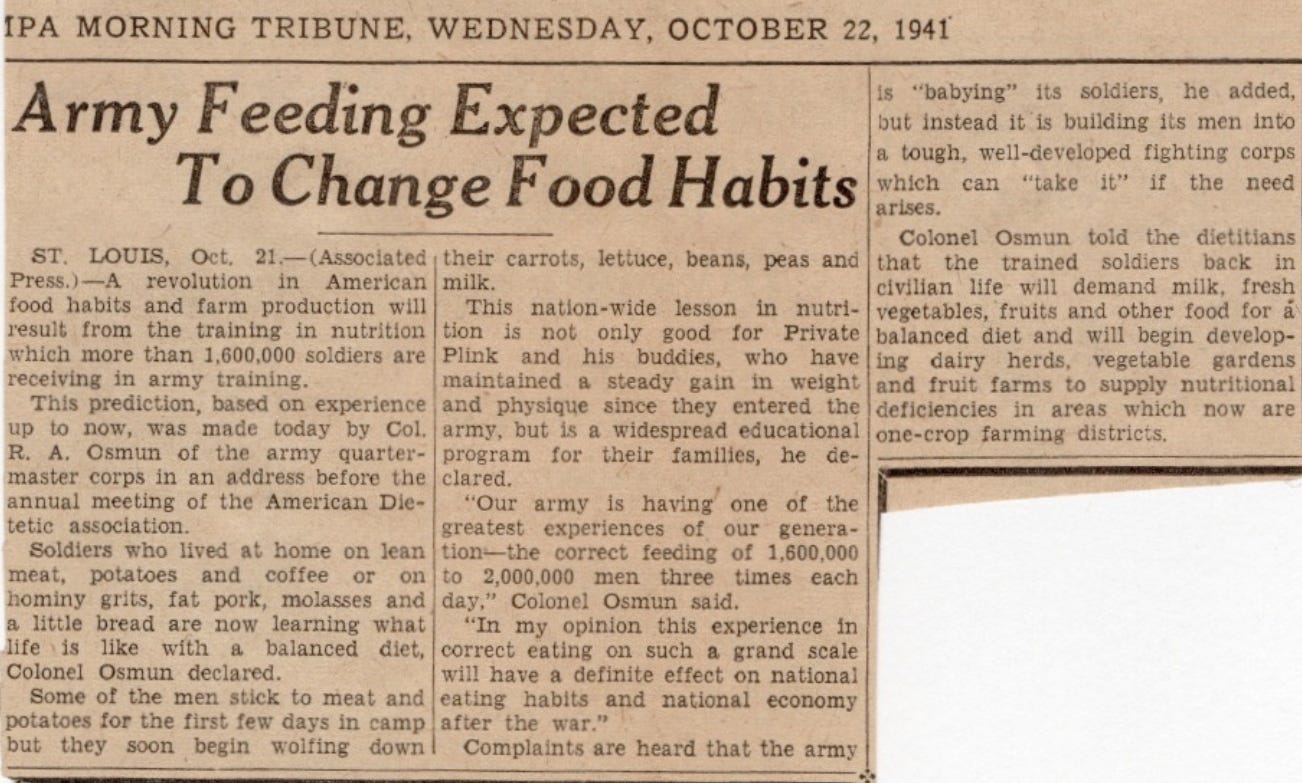 IPA MORNING TRIBUNE, WEDNESDAY, OCTOBER 22, 1941
Army Feeding Expected
To Change Food Habits
ST. LOUIS, Oct. 21.—(Associated
Press.)—A revolution in American
food habits and farm production will
result from the training in nutrition
which more than 1,600,000 soldiers are
receiving in army training.
This prediction, based on experience
up to now, was made today by Col.
R. A. Osmun of the army quarter-
master corps in an address before the
annual meeting of the American Die-
tetic association.
Soldiers who lived at home on lean
meat, potatoes and coffee or on
hominy grits, fat pork, molasses and
a little bread are now learning what
life is like with a balanced diet,
Colonel Osmun declared.
Some of the men stick to meat and
potatoes for the first few days in camp
but they soon begin wolfing down
their carrots, lettuce, beans, peas and
milk.
This nation-wide lesson in nutri-
tion is not only good for Private
Plink and his buddies, who have
maintained a steady gain in weight
and physique since they entered the
army, but is a widespread educational
program for their families, he de-
clared.
"Our army is having one of the
greatest experiences of our genera-
tion—the correct feeding of 1,600,000
to 2,000,000 men three times each
day," Colonel Osmun said.
"In my opinion this experience in
correct eating on such a grand scale
will have a definite effect on national
eating habits and national economy
after the war."
Complaints are heard that the army
is "babying" its soldiers, he added,
but instead it is building its men into
a tough, well-developed fighting corps
which can "take it" if the need
arises.
Colonel Osmun told the dietitians
that the trained soldiers back in
civilian life will demand milk, fresh
vegetables, fruits and other food for a
balanced diet and will begin develop-
ing dairy herds, vegetable gardens
and fruit farms to supply nutritional
deficiencies in areas which now are
one-crop farming districts.